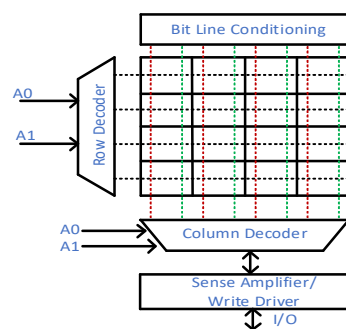 Bit Line Conditioning
A0
A1
Row Decoder
A0
A1
Column Decoder
Sense Amplifier/
Write Driver
I/O